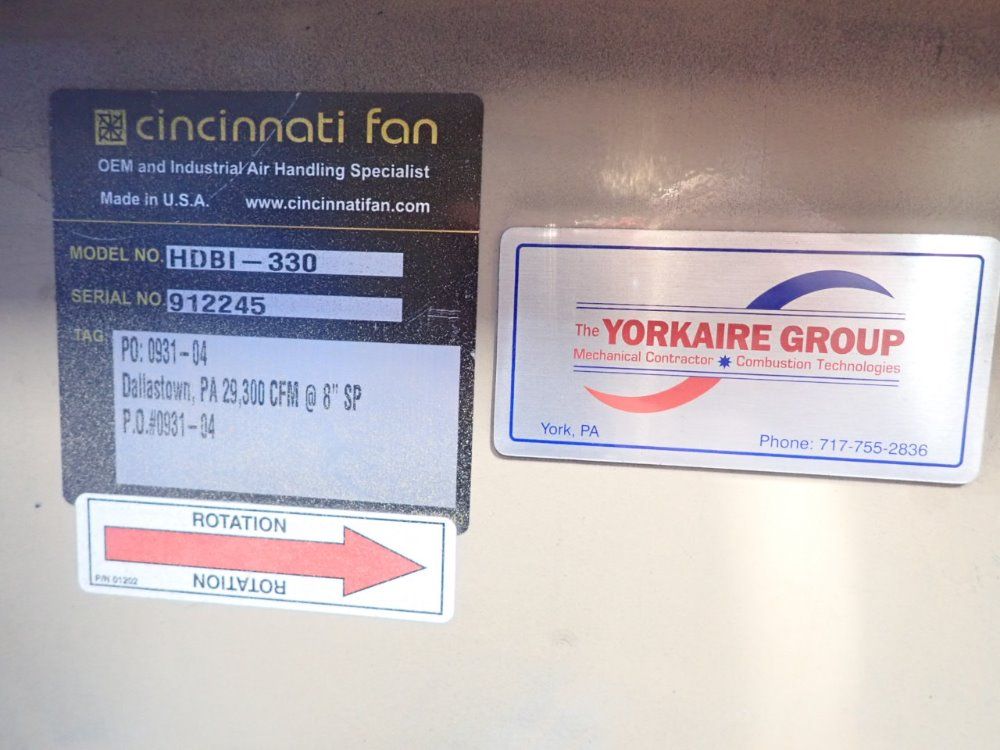 cincinnati fan
OEM and Industrial Air Handling Specialist
Made in U.S.A. www.cincinnatifan.com
MODEL NO. HDBI-330
SERIAL NO. 912245
TAG
PO: 0931-04
Dallastown, PA 29,300 CFM @ 8" SP
P.O.#0931-04
ROTATION
ROTATION
P/N 01202
The YORKAIRE GROUP
Mechanical Contractor Combustion Technologies
York, PA
Phone: 717-755-2836